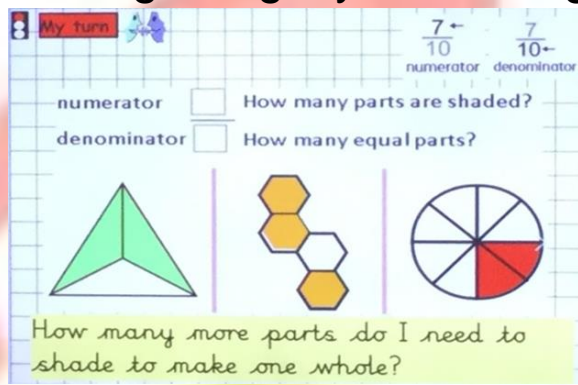 My turn
7
10
numerator
7
10
denominator
numerator How many parts are shaded?
denominator How many equal parts?
How many more parts do I need to
shade to make one whole?